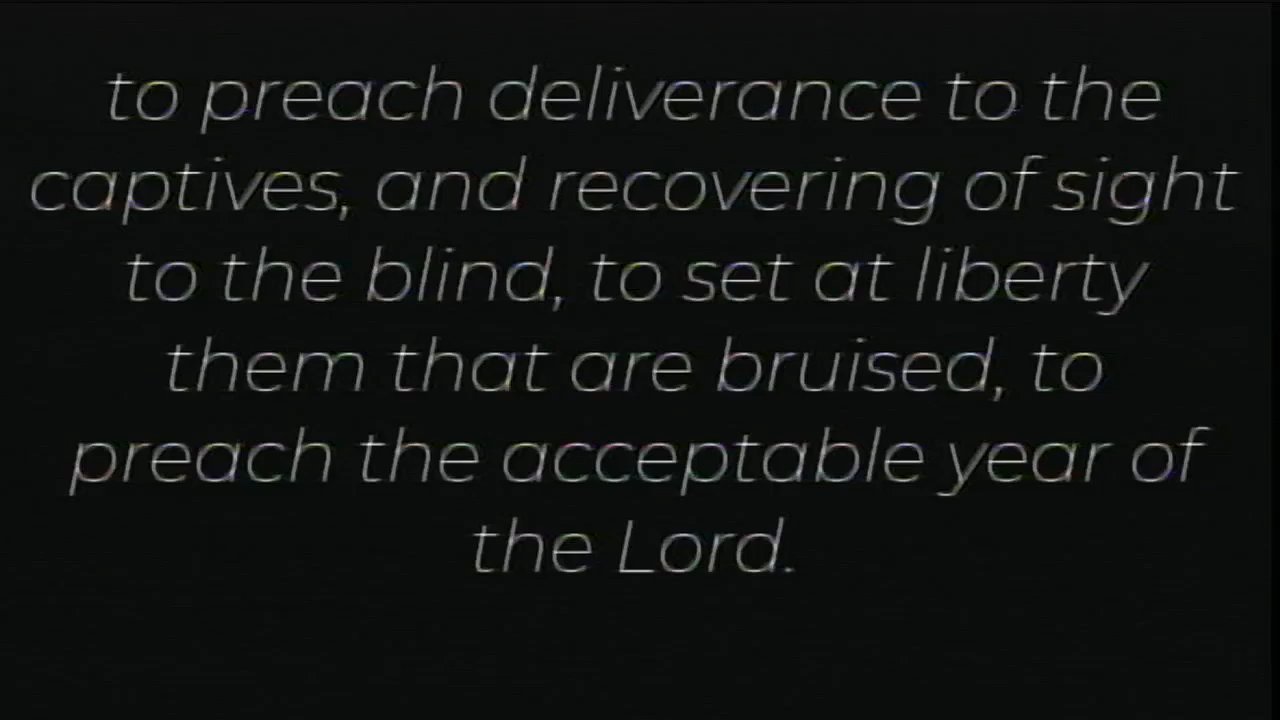 to preach deliverance to the
captives, and recovering of sight
to the blind, to set at liberty
them that are bruised, to
preach the acceptable year of
the Lord.